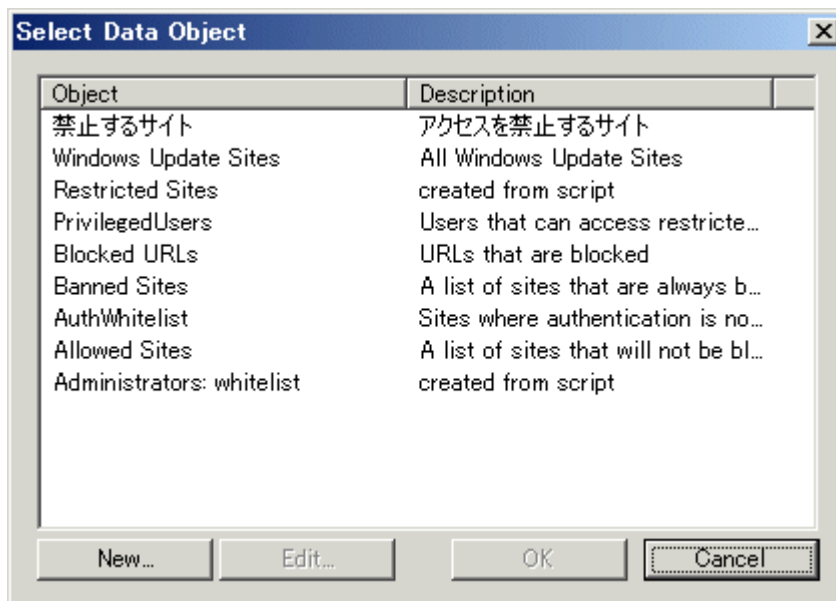 Select Data Object
Object Description
禁止するサイト アクセスを禁止するサイト
Windows Update Sites All Windows Update Sites
Restricted Sites created from script
PrivilegedUsers Users that can access restricte...
Blocked URLs URLs that are blocked
Banned Sites A list of sites that are always b...
AuthWhitelist Sites where authentication is no...
Allowed Sites A list of sites that will not be bl...
Administrators: whitelist created from script
New... Edit... OK Cancel